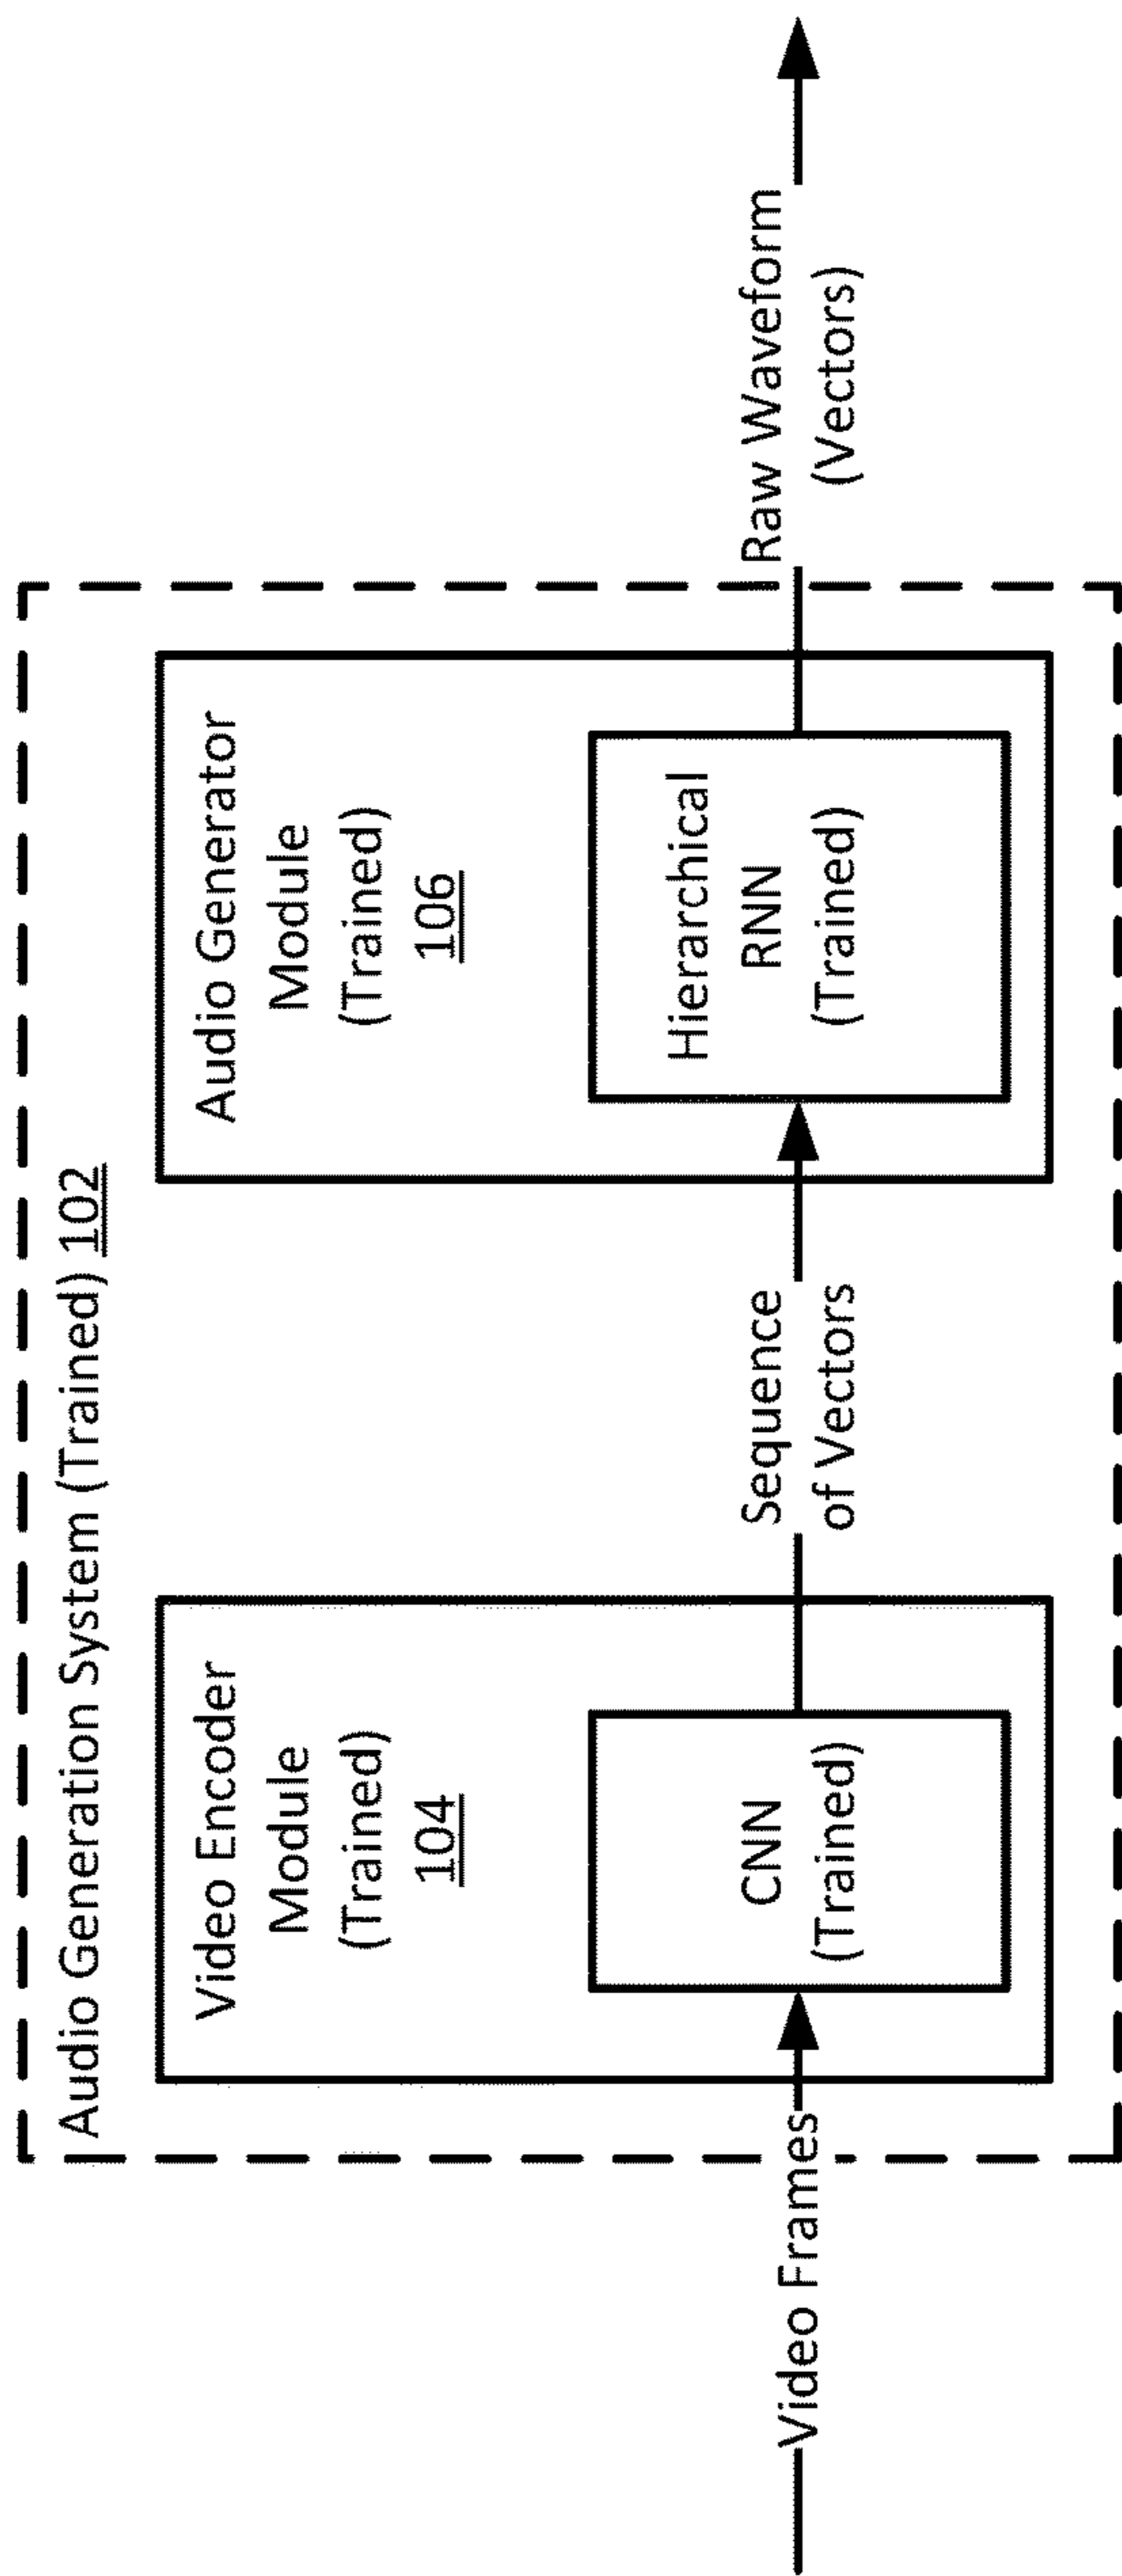 Audio Generation System (Trained) 102
Video Encoder
Module
(Trained)
104
CNN
(Trained)
Audio Generator
Module
(Trained)
106
Hierarchical
RNN
(Trained)
Video Frames
Sequence
of Vectors
Raw Waveform
(Vectors)